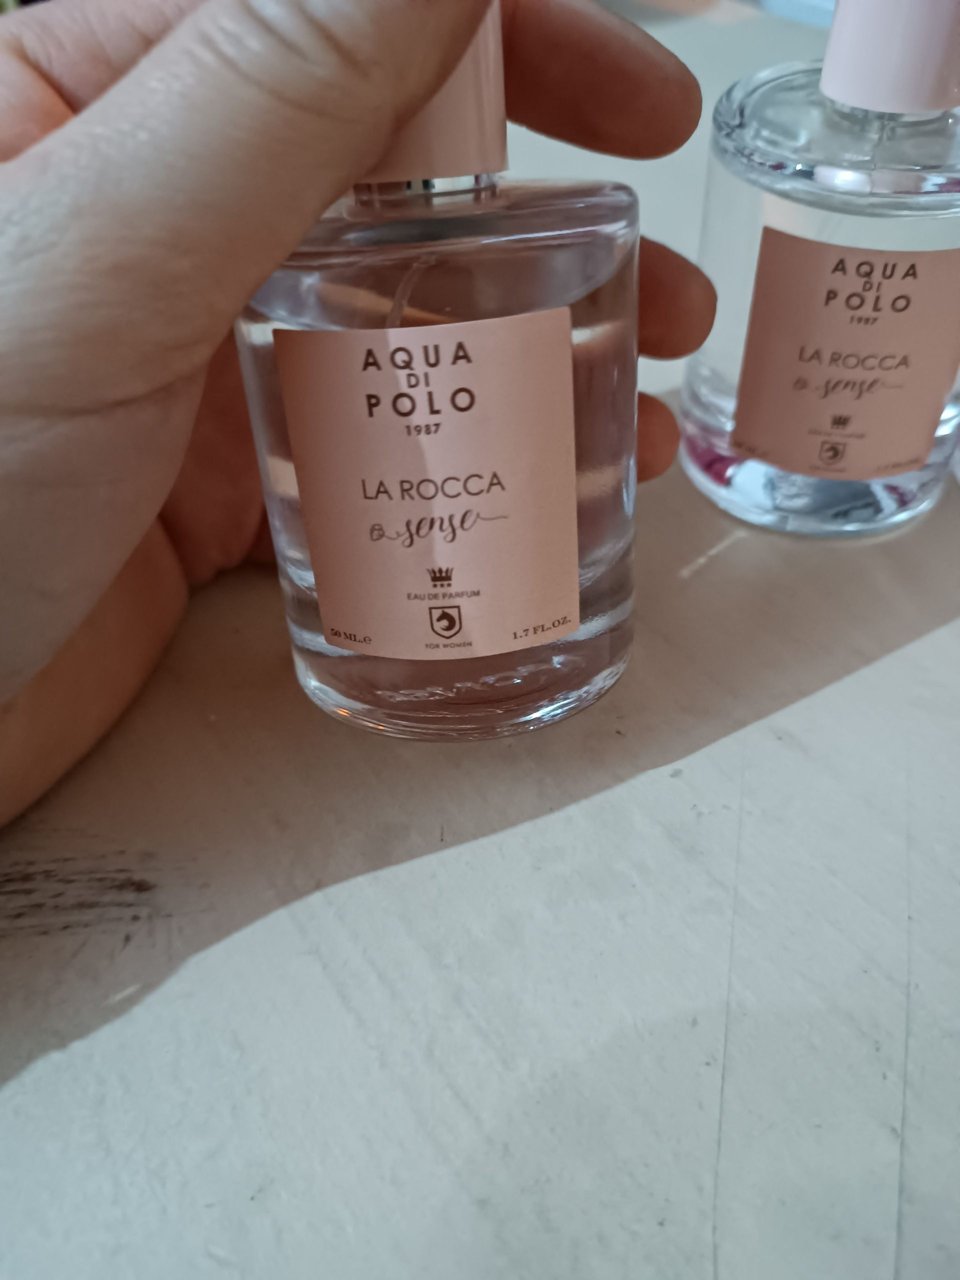 AQUA
DI
POLO
1987
LA ROCCA
sense
EAU DE PARFUM
50 ML.e
1.7 FL.OZ.
FOR WOMEN
AQUA
DI
POLO
1987
LA ROCCA
sense